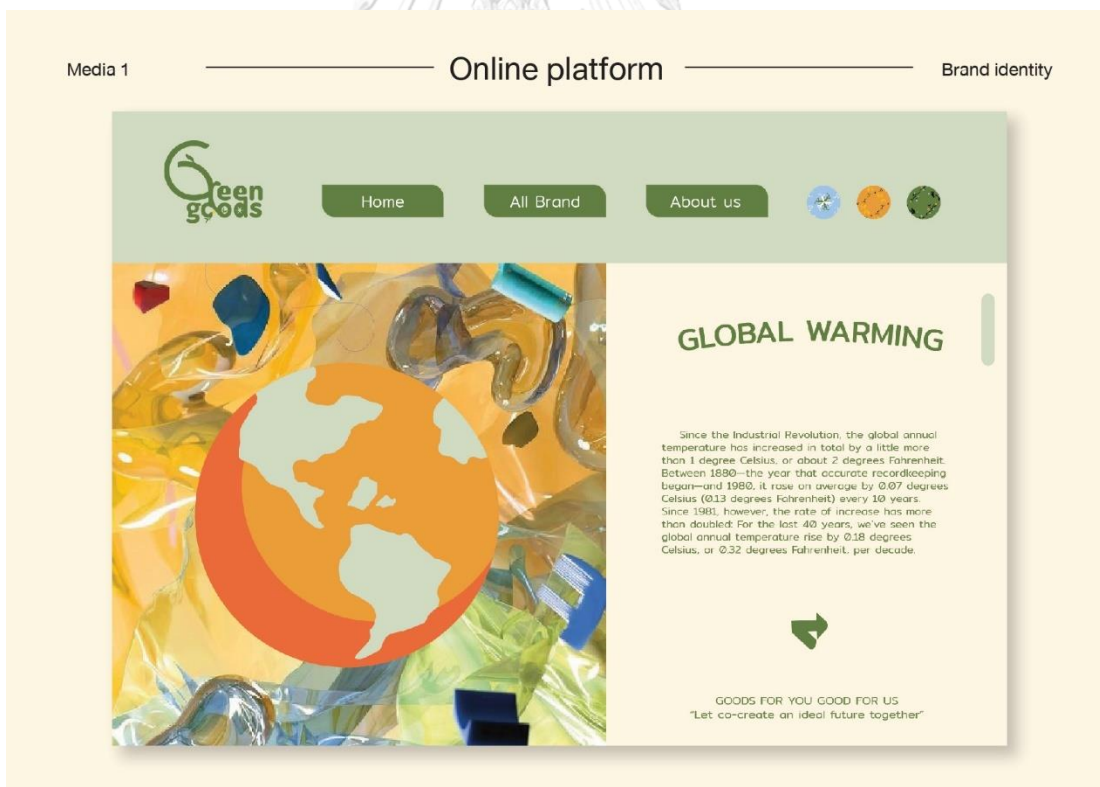 Media 1
Online platform
Brand identity
Green
goods
Home
All Brand
About us
GLOBAL WARMING
Since the Industrial Revolution, the global annual
temperature has increased in total by a little more
than 1 degree Celsius, or about 2 degrees Fahrenheit.
Between 1880—the year that accurate recordkeeping
began—and 1980, it rose on average by 0.07 degrees
Celsius (0.13 degrees Fahrenheit) every 10 years.
Since 1981, however, the rate of increase has more
than doubled: For the last 40 years, we've seen the
global annual temperature rise by 0.18 degrees
Celsius, or 0.32 degrees Fahrenheit, per decade.
GOODS FOR YOU GOOD FOR US
"Let co-create an ideal future together"